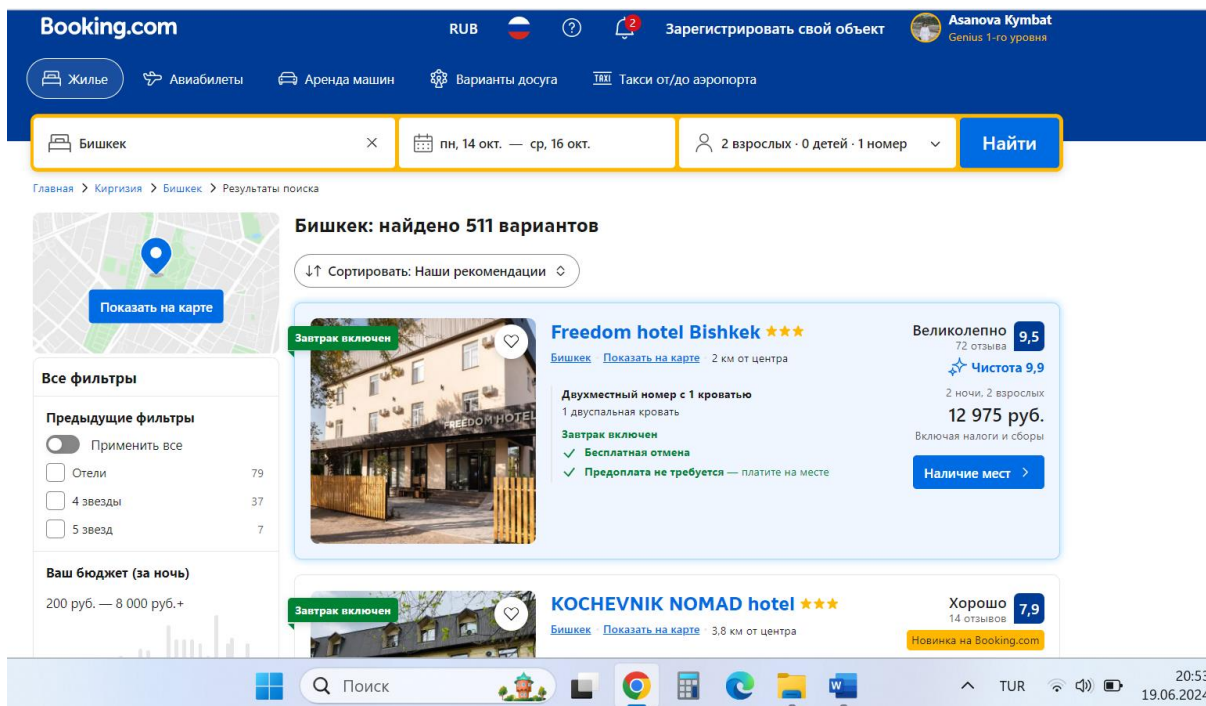 Booking.com
RUB
2
Зарегистрировать свой объект
Asanova Kymbat
Genius 1-го уровня
Жилье
Авиабилеты
Аренда машин
Варианты досуга
TAXI Такси от/до аэропорта
Бишкек
пн, 14 окт. — ср, 16 окт.
2 взрослых · 0 детей · 1 номер
Найти
Главная > Киргизия > Бишкек > Результаты поиска
Показать на карте
Бишкек: найдено 511 вариантов
Сортировать: Наши рекомендации
Все фильтры
Предыдущие фильтры
Применить все
Отели 79
4 звезды 37
5 звезд 7
Ваш бюджет (за ночь)
200 руб. — 8 000 руб.+
Завтрак включен
FREEDOM HOTEL
Freedom hotel Bishkek
Бишкек · Показать на карте · 2 км от центра
Двухместный номер с 1 кроватью
1 двуспальная кровать
Завтрак включен
Бесплатная отмена
Предоплата не требуется — платите на месте
Великолепно 9,5
72 отзыва
Чистота 9,9
2 ночи, 2 взрослых
12 975 руб.
Включая налоги и сборы
Наличие мест
Завтрак включен
KOCHEVNIK NOMAD hotel
Бишкек · Показать на карте · 3,8 км от центра
Хорошо 7,9
14 отзывов
Новинка на Booking.com
Поиск
TUR
20:53
19.06.2024